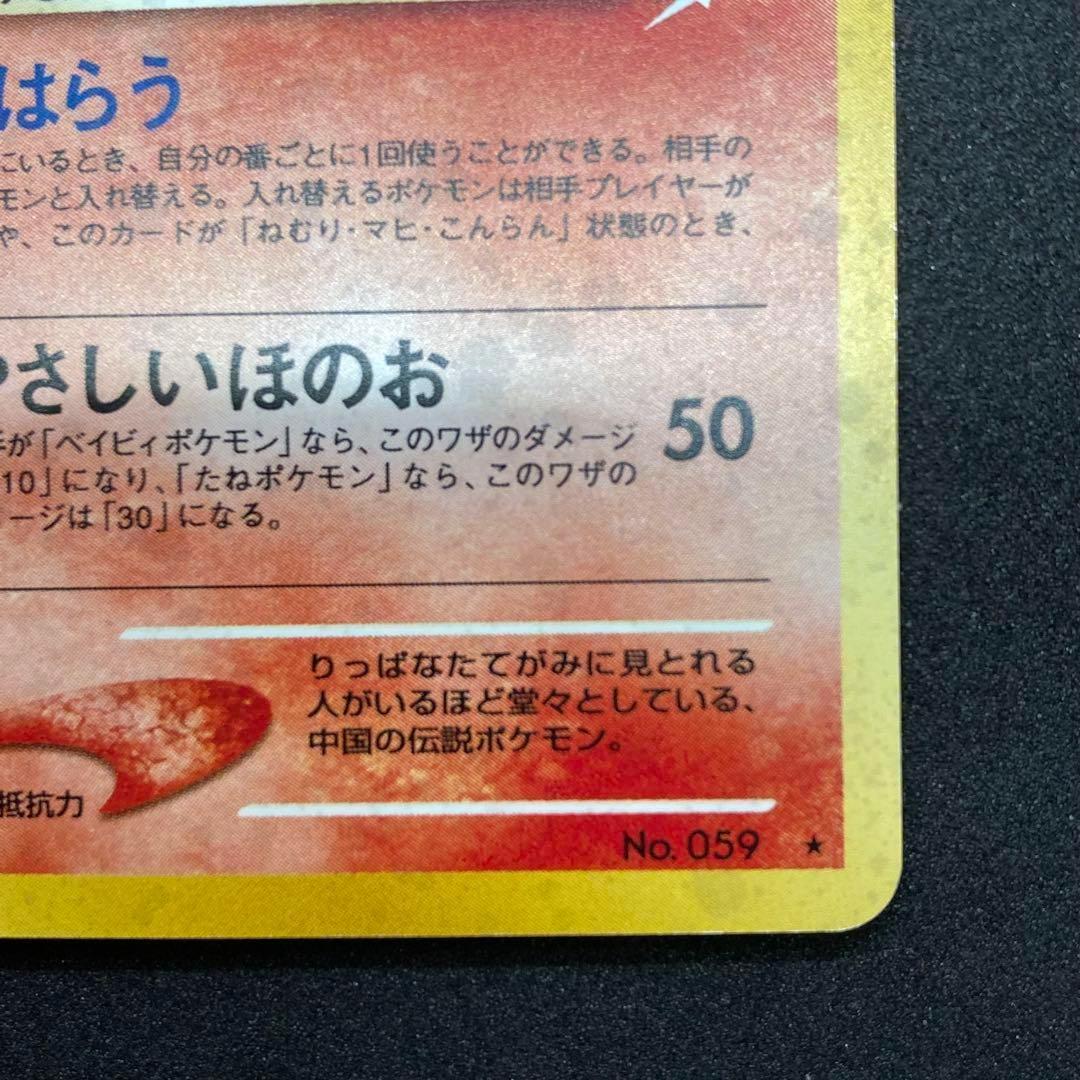 はらう
にいるとき、自分の番ごとに1回使うことができる。相手の
モンと入れ替える。入れ替えるポケモンは相手プレイヤーが
や、このカードが「ねむり・マヒ・こんらん」状態のとき、
さしいほのお
50
が「ベイビィポケモン」なら、このワザのダメージ
10」になり、「たねポケモン」なら、このワザの
ージは「30」になる。
りっぱなたてがみに見とれる
人がいるほど堂々としている、
中国の伝説ポケモン。
抵抗力
No. 059 ★